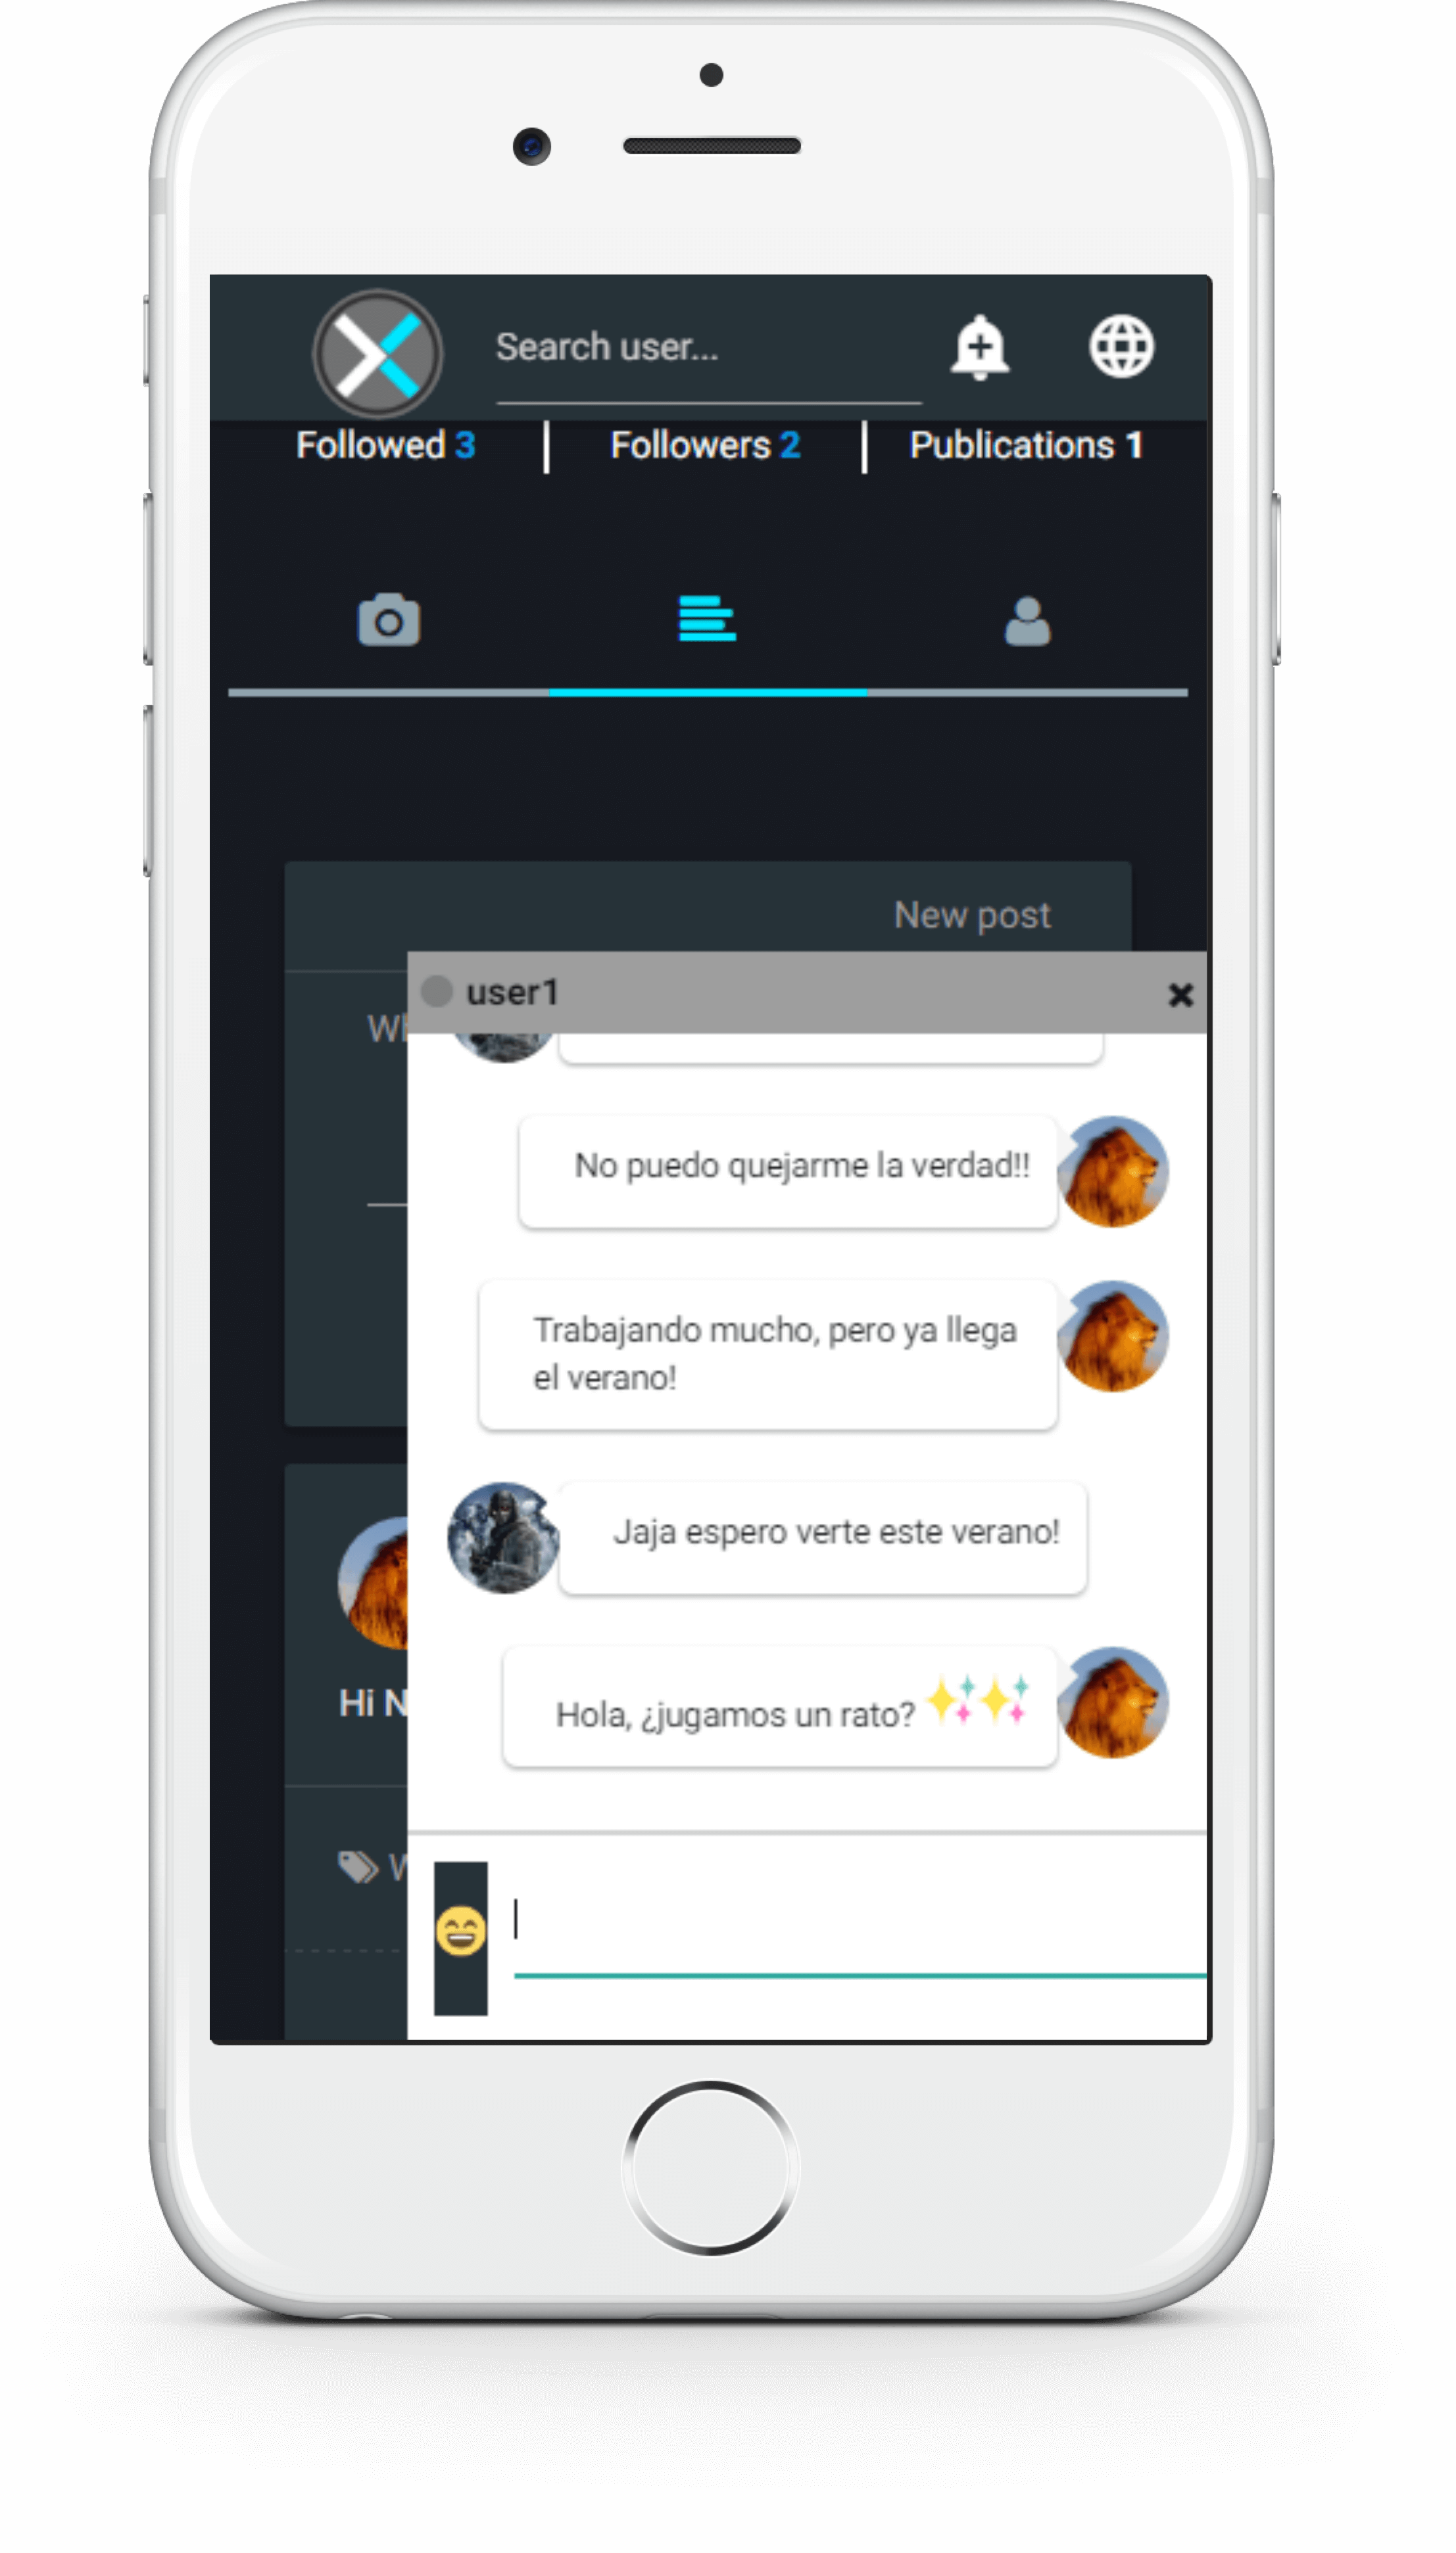 Search user...
Followed 3
Followers 2
Publications 1
New post
user1
No puedo quejarme la verdad!!
Trabajando mucho, pero ya llega
el verano!
Jaja espero verte este verano!
Hi
Hola, ¿jugamos un rato?